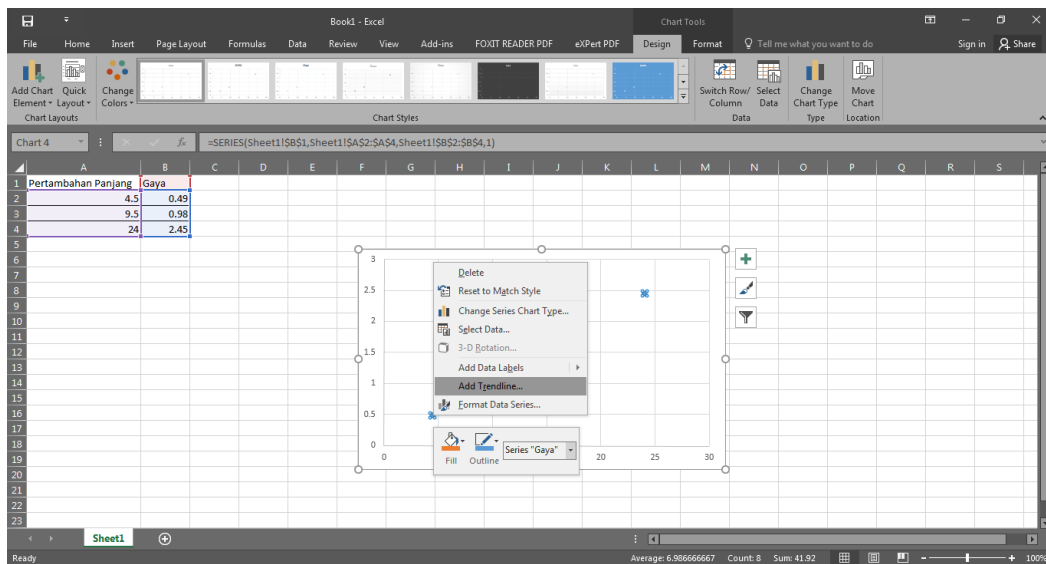 Book1 - Excel
Chart Tools
File Home Insert Page Layout Formulas Data Review View Add-ins FOXIT READER PDF eXPert PDF Design Format Tell me what you want to do Sign in Share
Add Chart Element Quick Layout Change Colors Switch Row/ Column Select Data Change Chart Type Move Chart
Chart Layouts Chart Styles Data Type Location
Chart 4 fx =SERIES(Sheet1!$B$1,Sheet1!$A$2:$A$4,Sheet1!$B$2:$B$4,1)
A B C D E F G H I J K L M N O P Q R S
1 Pertambahan Panjang Gaya
2 4.5 0.49
3 9.5 0.98
4 24 2.45
5
6
7
8
9
10
11
12
13
14
15
16
17
18
19
20
21
22
23
3
2.5
2
1.5
1
0.5
0
0 20 25 30
Delete
Reset to Match Style
Change Series Chart Type...
Select Data...
3-D Rotation...
Add Data Labels
Add Trendline...
Format Data Series...
Fill Outline Series "Gaya"
Sheet1
Ready Average: 6.986666667 Count: 8 Sum: 41.92 100%